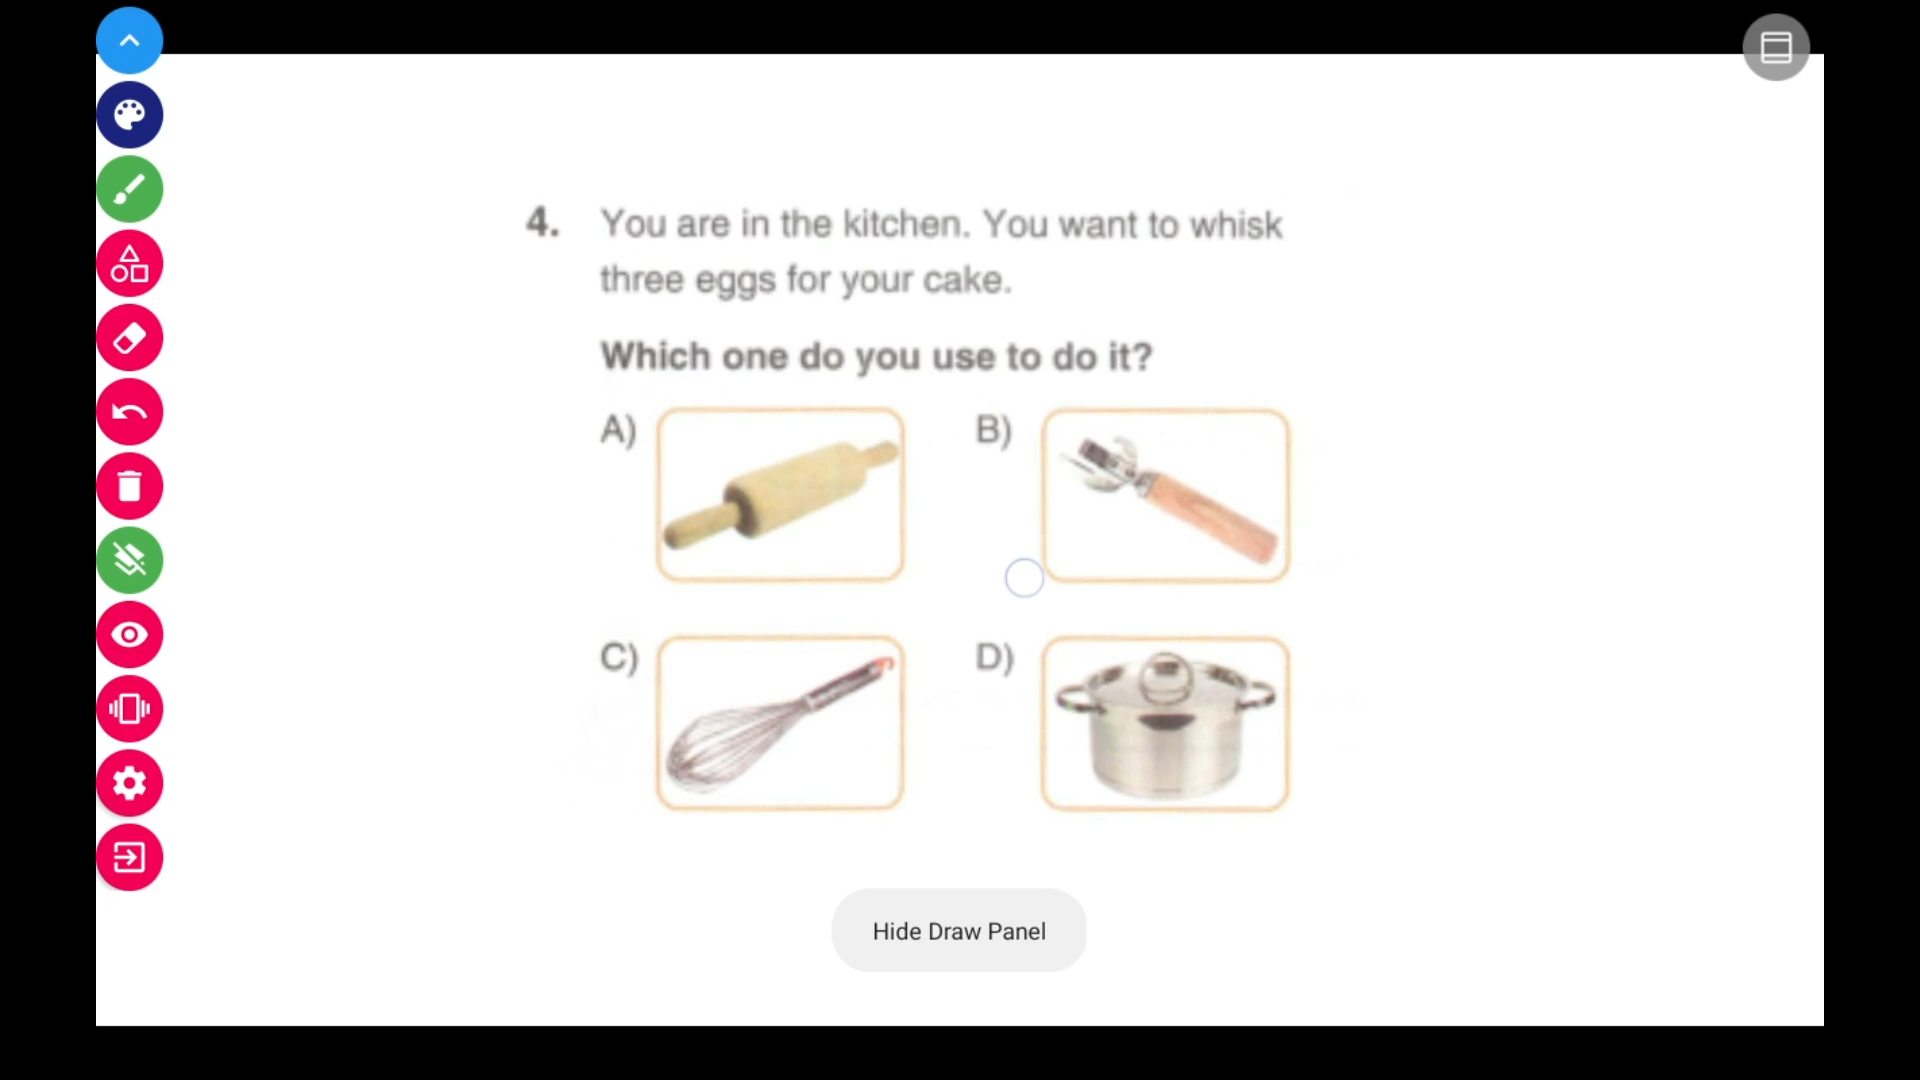 4. You are in the kitchen. You want to whisk
three eggs for your cake.
Which one do you use to do it?
A)
B)
C)
D)
Hide Draw Panel